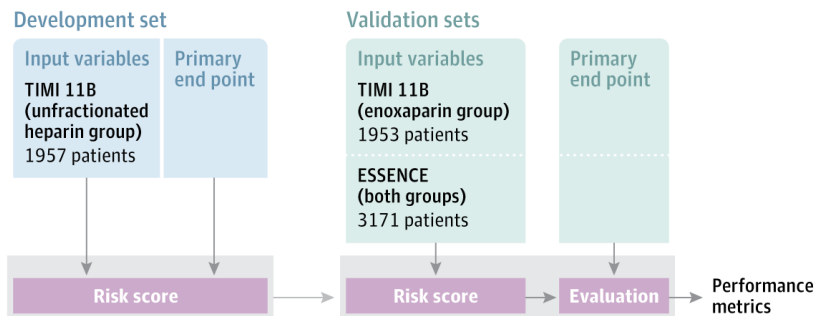 Development set
Input variables
TIMI 11B
(unfractionated
heparin group)
1957 patients
Primary
end point
Risk score
Validation sets
Input variables
TIMI 11B
(enoxaparin group)
1953 patients
ESSENCE
(both groups)
3171 patients
Primary
end point
Risk score
Evaluation
Performance
metrics